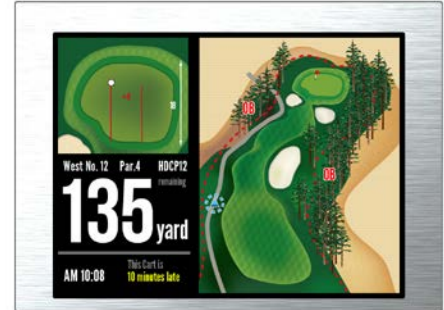 West No. 12 Par.4 HDCP12
remaining
135 yard
AM 10:08
This Cart is
10 minutes late
OB
OB